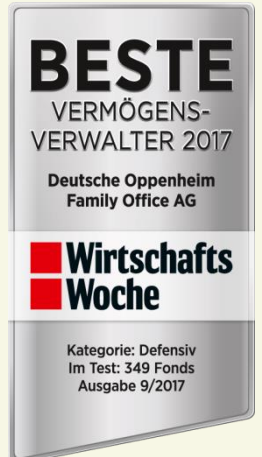 BESTE
VERMÖGENS-
VERWALTER 2017
Deutsche Oppenheim
Family Office AG
Wirtschafts
Woche
Kategorie: Defensiv
Im Test: 349 Fonds
Ausgabe 9/2017